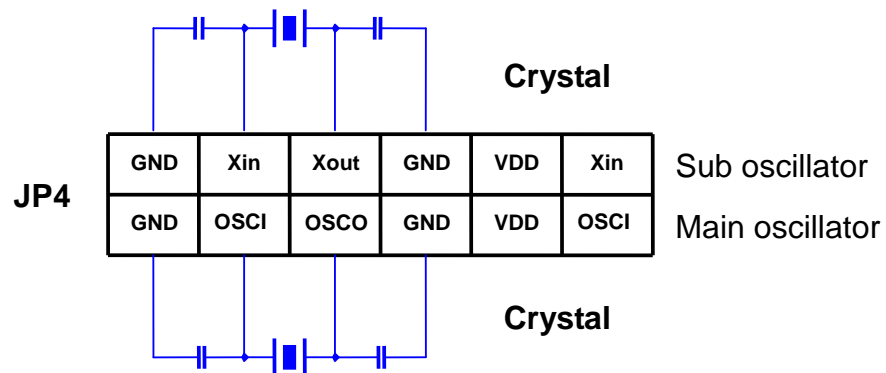 Crystal
JP4
GND Xin Xout GND VDD Xin Sub oscillator
GND OSCI OSCO GND VDD OSCI Main oscillator
Crystal